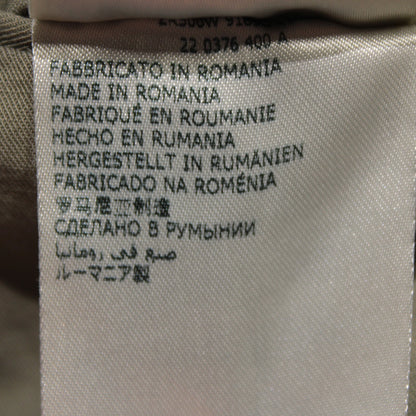 22 0376 400 A
FABBRICATO IN ROMANIA
MADE IN ROMANIA
FABRIQUÉ EN ROUMANIE
HECHO EN RUMANIA
HERGESTELLT IN RUMÄNIEN
FABRICADO NA ROMÉNIA
罗马尼亚制造
СДЕЛАНО В РУМЫНИИ
صنع في رومانيا
ルーマニア製